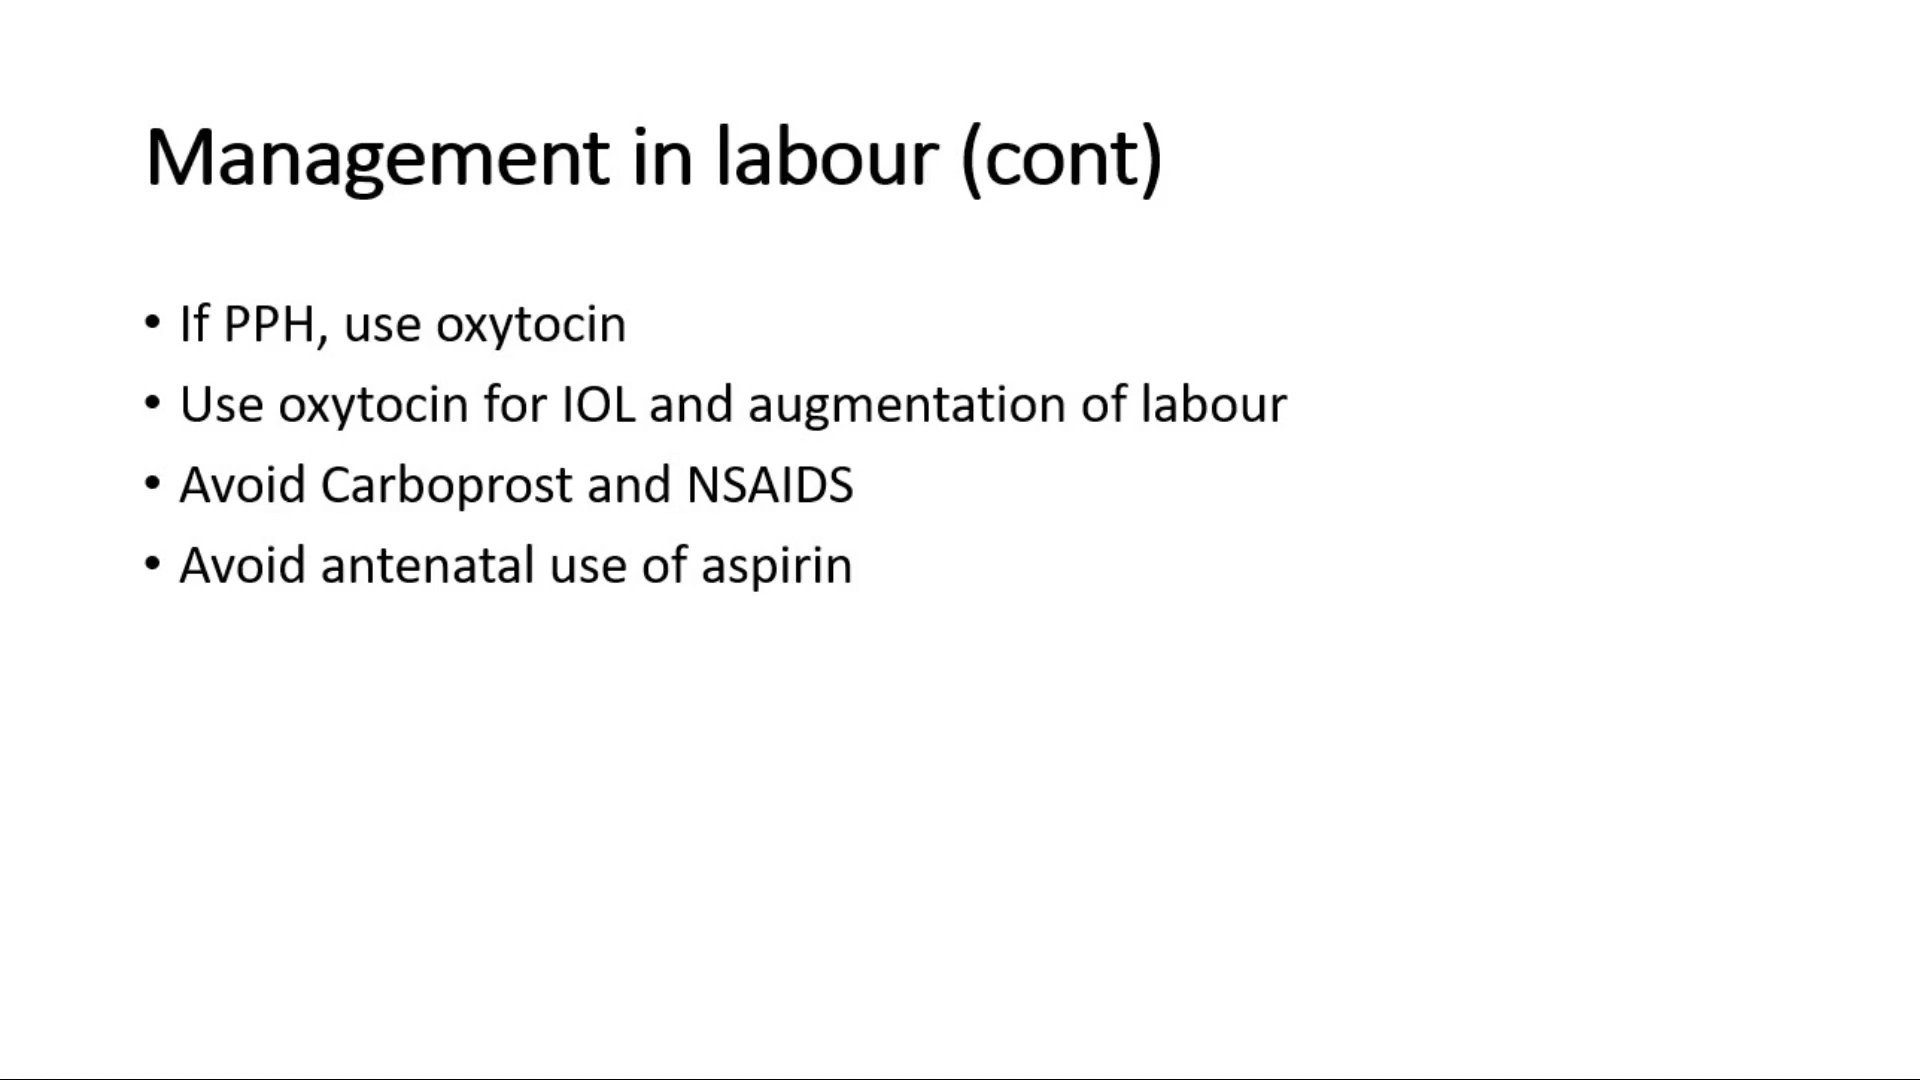 Management in labour (cont)
• If PPH, use oxytocin
• Use oxytocin for IOL and augmentation of labour
• Avoid Carboprost and NSAIDS
• Avoid antenatal use of aspirin